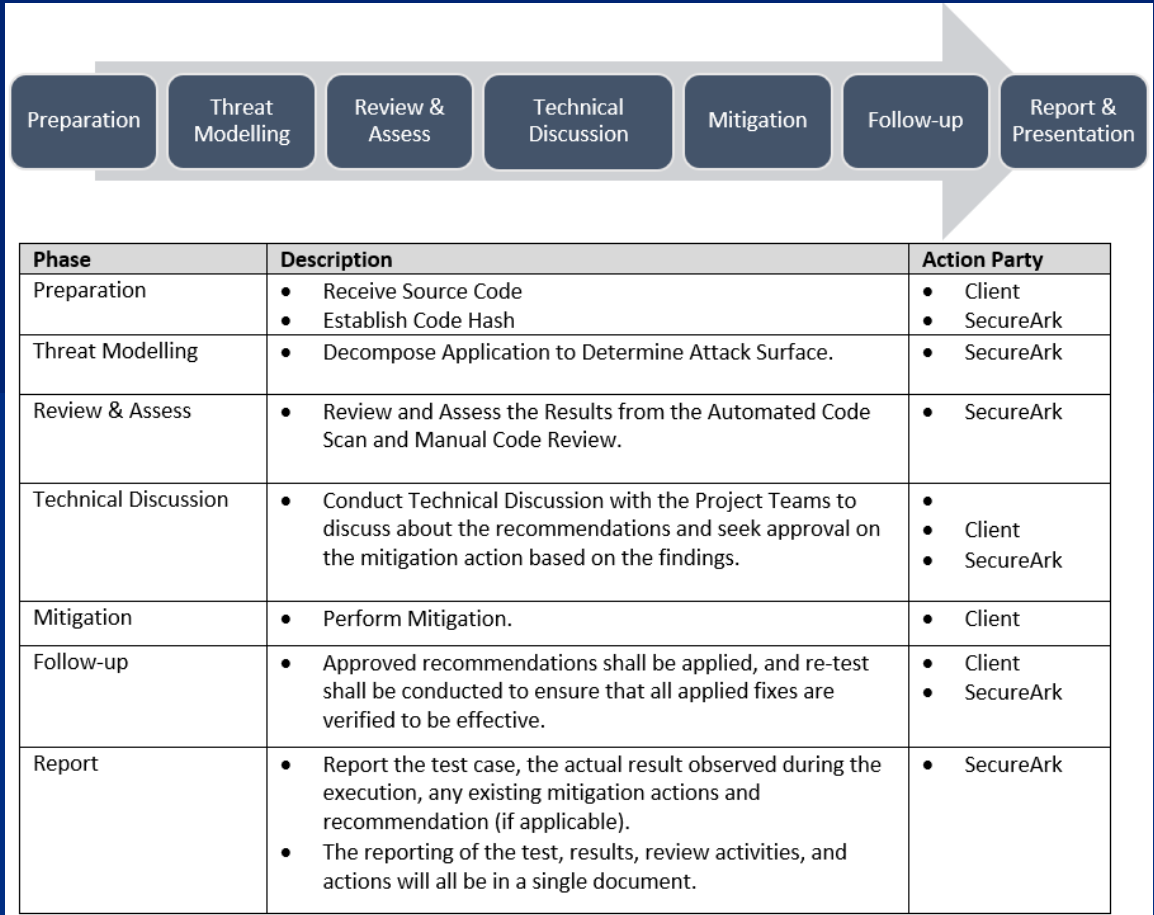 Preparation
Threat
Modelling
Review &
Assess
Technical
Discussion
Mitigation
Follow-up
Report &
Presentation
Phase Description Action Party
Preparation • Receive Source Code • Client
• Establish Code Hash • SecureArk
Threat Modelling • Decompose Application to Determine Attack Surface. • SecureArk
Review & Assess • Review and Assess the Results from the Automated Code • SecureArk
Scan and Manual Code Review.
Technical Discussion • Conduct Technical Discussion with the Project Teams to •
discuss about the recommendations and seek approval on • Client
the mitigation action based on the findings. • SecureArk
Mitigation • Perform Mitigation. • Client
Follow-up • Approved recommendations shall be applied, and re-test • Client
shall be conducted to ensure that all applied fixes are • SecureArk
verified to be effective.
Report • Report the test case, the actual result observed during the • SecureArk
execution, any existing mitigation actions and
recommendation (if applicable).
• The reporting of the test, results, review activities, and
actions will all be in a single document.